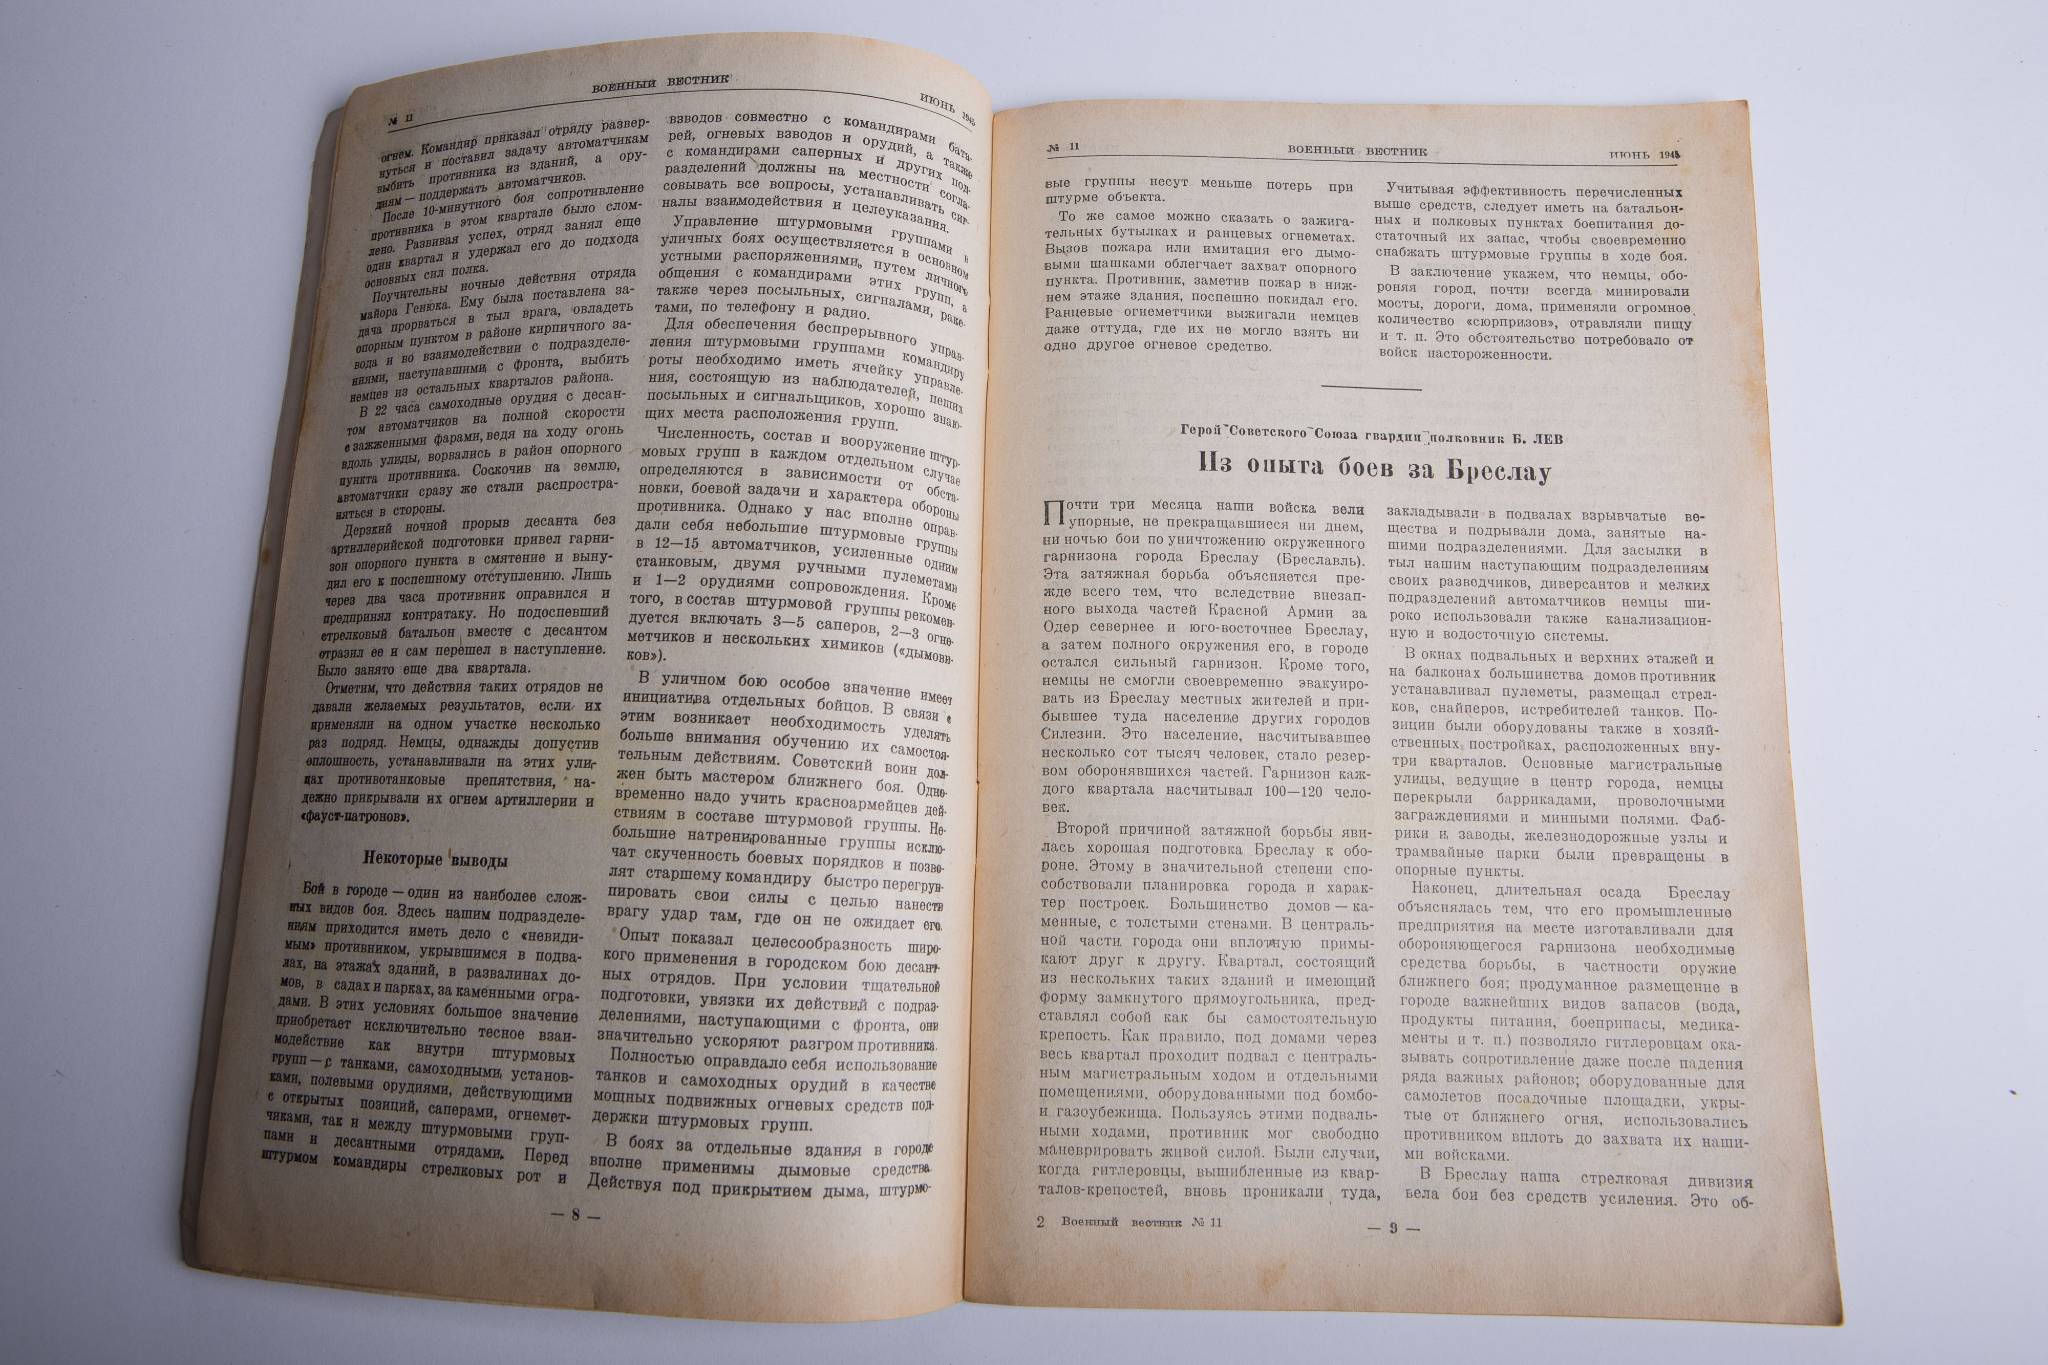 № 11 ВОЕННЫЙ ВЕСТНИК ИЮНЬ 1945
огнем. Командир приказал отряду развер-
нуться и поставил задачу автоматчикам
выбить противника из зданий, а ору-
диям — поддержать автоматчиков.
После 10-минутного боя сопротивление
противника в этом квартале было слом-
лено. Развивая успех, отряд занял еще
один квартал и удержал его до подхода
основных сил полка.
Поучительны ночные действия отряда
майора Генюка. Ему была поставлена за-
дача прорваться в тыл врага, овладеть
опорным пунктом в районе кирпичного за-
вода и во взаимодействии с подразделе-
ниями, наступавшими с фронта, выбить
немцев из остальных кварталов района.
В 22 часа самоходные орудия с десан-
том автоматчиков на полной скорости
с зажженными фарами, ведя на ходу огонь
вдоль улицы, ворвались в район опорного
пункта противника. Соскочив на землю,
автоматчики сразу же стали распростра-
няться в стороны.
Дерзкий ночной прорыв десанта без
артиллерийской подготовки привел гарни-
зон опорного пункта в смятение и выну-
дил его к поспешному отступлению. Лишь
через два часа противник оправился и
предпринял контратаку. Но подоспевший
стрелковый батальон вместе с десантом
отразил ее и сам перешел в наступление.
Было занято еще два квартала.
Отметим, что действия таких отрядов не
давали желаемых результатов, если их
применяли на одном участке несколько
раз подряд. Немцы, однажды допустив
оплошность, устанавливали на этих ули-
цах противотанковые препятствия, на-
дежно прикрывали их огнем артиллерии и
«фауст-патронов».
Некоторые выводы
Бой в городе — один из наиболее слож-
ных видов боя. Здесь нашим подразделе-
ниям приходится иметь дело с «невиди-
мым» противником, укрывшимся в подва-
лах, на этажах зданий, в развалинах до-
мов, в садах и парках, за каменными огра-
дами. В этих условиях большое значение
приобретает исключительно тесное взаи-
модействие как внутри штурмовых
групп — с танками, самоходными установ-
ками, полевыми орудиями, действующими
с открытых позиций, саперами, огнемет-
чиками, так и между штурмовыми груп-
пами и десантными отрядами. Перед
штурмом командиры стрелковых рот и
взводов совместно с командирами бата-
рей, огневых взводов и орудий, а также
с командирами саперных и других под-
разделений должны на местности согла-
совывать все вопросы, устанавливать сиг-
налы взаимодействия и целеуказания.
Управление штурмовыми группами в
уличных боях осуществляется в основном
устными распоряжениями, путем личного
общения с командирами этих групп, а
также через посыльных, сигналами, раке-
тами, по телефону и радио.
Для обеспечения беспрерывного управ-
ления штурмовыми группами командиру
роты необходимо иметь ячейку управле-
ния, состоящую из наблюдателей, пеших
посыльных и сигнальщиков, хорошо знаю-
щих места расположения групп.
Численность, состав и вооружение штур-
мовых групп в каждом отдельном случае
определяются в зависимости от обста-
новки, боевой задачи и характера обороны
противника. Однако у нас вполне оправ-
дали себя небольшие штурмовые группы
в 12—15 автоматчиков, усиленные одним
станковым, двумя ручными пулеметами
и 1—2 орудиями сопровождения. Кроме
того, в состав штурмовой группы рекомен-
дуется включать 3—5 саперов, 2—3 огне-
метчиков и нескольких химиков («дымови-
ков»).
В уличном бою особое значение имеет
инициатива отдельных бойцов. В связи с
этим возникает необходимость уделять
больше внимания обучению их самостоя-
тельным действиям. Советский воин дол-
жен быть мастером ближнего боя. Одно-
временно надо учить красноармейцев дей-
ствиям в составе штурмовой группы. Не-
большие натренированные группы исклю-
чат скученность боевых порядков и позво-
лят старшему командиру быстро перегруп-
пировать свои силы с целью нанести
врагу удар там, где он не ожидает его.
Опыт показал целесообразность широ-
кого применения в городском бою десант-
ных отрядов. При условии тщательной
подготовки, увязки их действий с подраз-
делениями, наступающими с фронта, они
значительно ускоряют разгром противника.
Полностью оправдало себя использование
танков и самоходных орудий в качестве
мощных подвижных огневых средств под-
держки штурмовых групп.
В боях за отдельные здания в городе
вполне применимы дымовые средства.
Действуя под прикрытием дыма, штурмо-
— 8 —
№ 11 ВОЕННЫЙ ВЕСТНИК ИЮНЬ 1945
вые группы несут меньше потерь при
штурме объекта.
То же самое можно сказать о зажига-
тельных бутылках и ранцевых огнеметах.
Вызов пожара или имитация его дымо-
выми шашками облегчает захват опорного
пункта. Противник, заметив пожар в ниж-
нем этаже здания, поспешно покидал его.
Ранцевые огнеметчики выжигали немцев
даже оттуда, где их не могло взять ни
одно другое огневое средство.
Учитывая эффективность перечисленных
выше средств, следует иметь на батальон-
ных и полковых пунктах боепитания до-
статочный их запас, чтобы своевременно
снабжать штурмовые группы в ходе боя.
В заключение укажем, что немцы, обо-
роняя город, почти всегда минировали
мосты, дороги, дома, применяли огромное
количество «сюрпризов», отравляли пищу
и т. п. Это обстоятельство потребовало от
войск настороженности.
Герой Советского Союза гвардии полковник Б. ЛЕВ
Из опыта боев за Бреслау
Почти три месяца наши войска вели
упорные, не прекращавшиеся ни днем,
ни ночью бои по уничтожению окруженного
гарнизона города Бреслау (Бреславль).
Эта затяжная борьба объясняется пре-
жде всего тем, что вследствие внезап-
ного выхода частей Красной Армии за
Одер севернее и юго-восточнее Бреслау,
а затем полного окружения его, в городе
остался сильный гарнизон. Кроме того,
немцы не смогли своевременно эвакуиро-
вать из Бреслау местных жителей и при-
бывшее туда население других городов
Силезии. Это население, насчитывавшее
несколько сот тысяч человек, стало резер-
вом оборонявшихся частей. Гарнизон каж-
дого квартала насчитывал 100—120 чело-
век.
Второй причиной затяжной борьбы яви-
лась хорошая подготовка Бреслау к обо-
роне. Этому в значительной степени спо-
собствовали планировка города и харак-
тер построек. Большинство домов — ка-
менные, с толстыми стенами. В централь-
ной части города они вплотную примы-
кают друг к другу. Квартал, состоящий
из нескольких таких зданий и имеющий
форму замкнутого прямоугольника, пред-
ставлял собой как бы самостоятельную
крепость. Как правило, под домами через
весь квартал проходит подвал с централь-
ным магистральным ходом и отдельными
помещениями, оборудованными под бомбо-
и газоубежища. Пользуясь этими подваль-
ными ходами, противник мог свободно
маневрировать живой силой. Были случаи,
когда гитлеровцы, вышибленные из квар-
талов-крепостей, вновь проникали туда,
закладывали в подвалах взрывчатые ве-
щества и подрывали дома, занятые на-
шими подразделениями. Для засылки в
тыл нашим наступающим подразделениям
своих разведчиков, диверсантов и мелких
подразделений автоматчиков немцы ши-
роко использовали также канализацион-
ную и водосточную системы.
В окнах подвальных и верхних этажей и
на балконах большинства домов противник
устанавливал пулеметы, размещал стрел-
ков, снайперов, истребителей танков. По-
зиции были оборудованы также в хозяй-
ственных постройках, расположенных вну-
три кварталов. Основные магистральные
улицы, ведущие в центр города, немцы
перекрыли баррикадами, проволочными
заграждениями и минными полями. Фаб-
рики и заводы, железнодорожные узлы и
трамвайные парки были превращены в
опорные пункты.
Наконец, длительная осада Бреслау
объяснялась тем, что его промышленные
предприятия на месте изготавливали для
обороняющегося гарнизона необходимые
средства борьбы, в частности оружие
ближнего боя; продуманное размещение в
городе важнейших видов запасов (вода,
продукты питания, боеприпасы, медика-
менты и т. п.) позволяло гитлеровцам ока-
зывать сопротивление даже после падения
ряда важных районов; оборудованные для
самолетов посадочные площадки, укры-
тые от ближнего огня, использовались
противником вплоть до захвата их наши-
ми войсками.
В Бреслау наша стрелковая дивизия
вела бои без средств усиления. Это об-
2 Военный вестник № 11
— 9 —